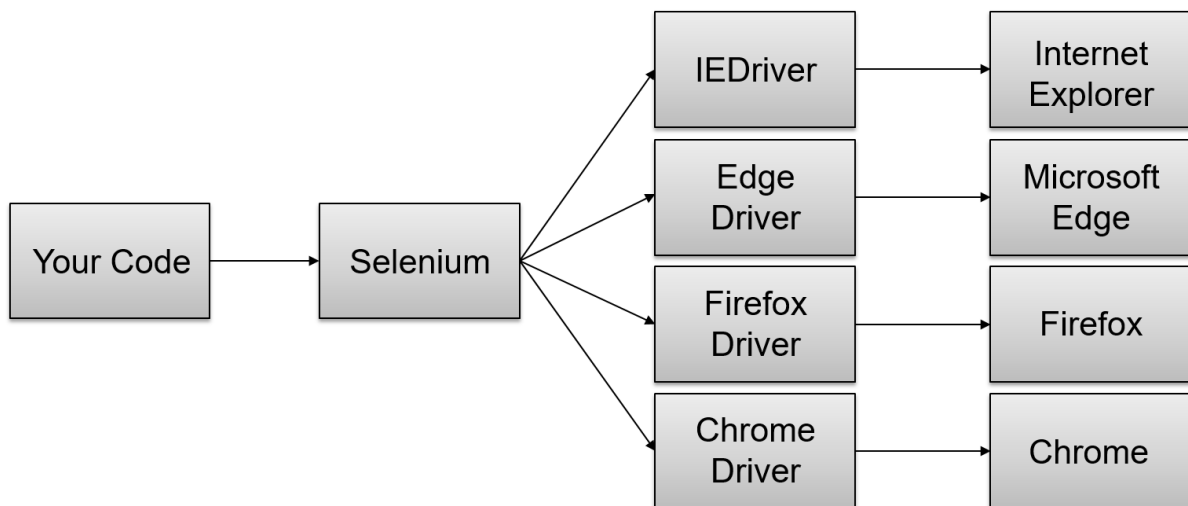 Your Code
Selenium
IEDriver
Internet
Explorer
Edge
Driver
Microsoft
Edge
Firefox
Driver
Firefox
Chrome
Driver
Chrome